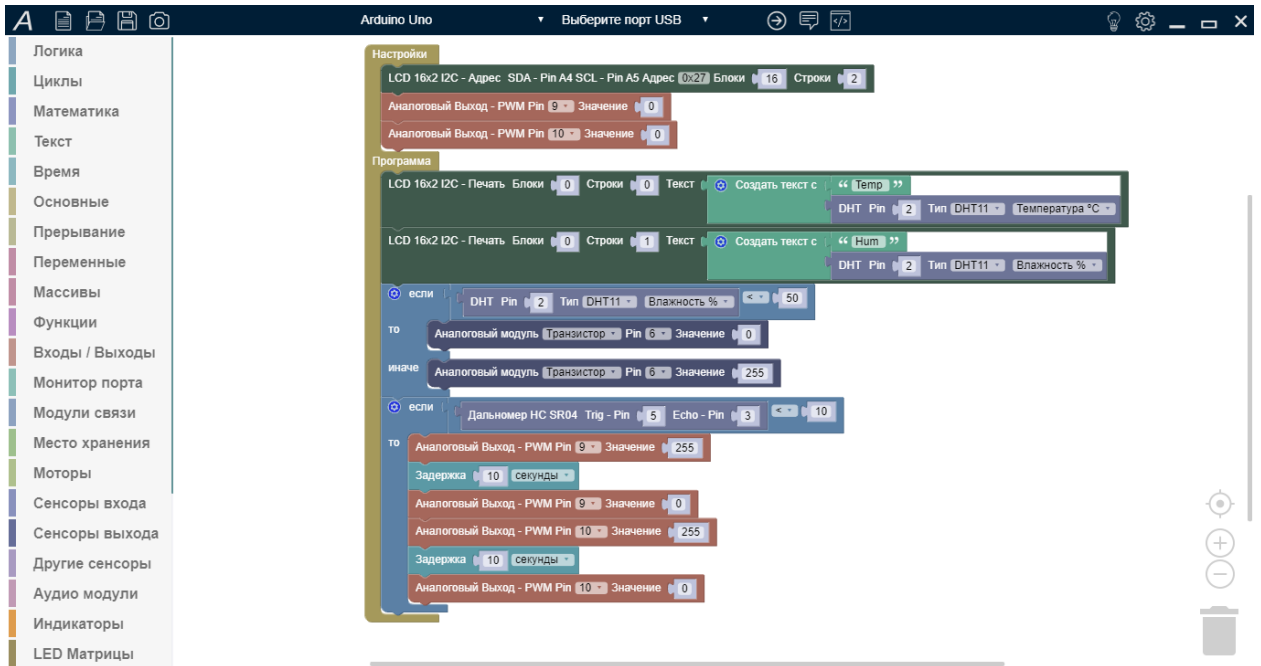 Arduino Uno Выберите порт USB
Логика
Циклы
Математика
Текст
Время
Основные
Прерывание
Переменные
Массивы
Функции
Входы / Выходы
Монитор порта
Модули связи
Место хранения
Моторы
Сенсоры входа
Сенсоры выхода
Другие сенсоры
Аудио модули
Индикаторы
LED Матрицы
Настройки
LCD 16x2 I2C - Адрес SDA - Pin A4 SCL - Pin A5 Адрес 0x27 Блоки 16 Строки 2
Аналоговый Выход - PWM Pin 9 Значение 0
Аналоговый Выход - PWM Pin 10 Значение 0
Программа
LCD 16x2 I2C - Печать Блоки 0 Строки 0 Текст Создать текст с “ Temp ”
DHT Pin 2 Тип DHT11 Температура °C
LCD 16x2 I2C - Печать Блоки 0 Строки 1 Текст Создать текст с “ Hum ”
DHT Pin 2 Тип DHT11 Влажность %
если DHT Pin 2 Тип DHT11 Влажность % < 50
то Аналоговый модуль Транзистор Pin 6 Значение 0
иначе Аналоговый модуль Транзистор Pin 6 Значение 255
если Дальномер HC SR04 Trig - Pin 5 Echo - Pin 3 < 10
то Аналоговый Выход - PWM Pin 9 Значение 255
Задержка 10 секунды
Аналоговый Выход - PWM Pin 9 Значение 0
Аналоговый Выход - PWM Pin 10 Значение 255
Задержка 10 секунды
Аналоговый Выход - PWM Pin 10 Значение 0